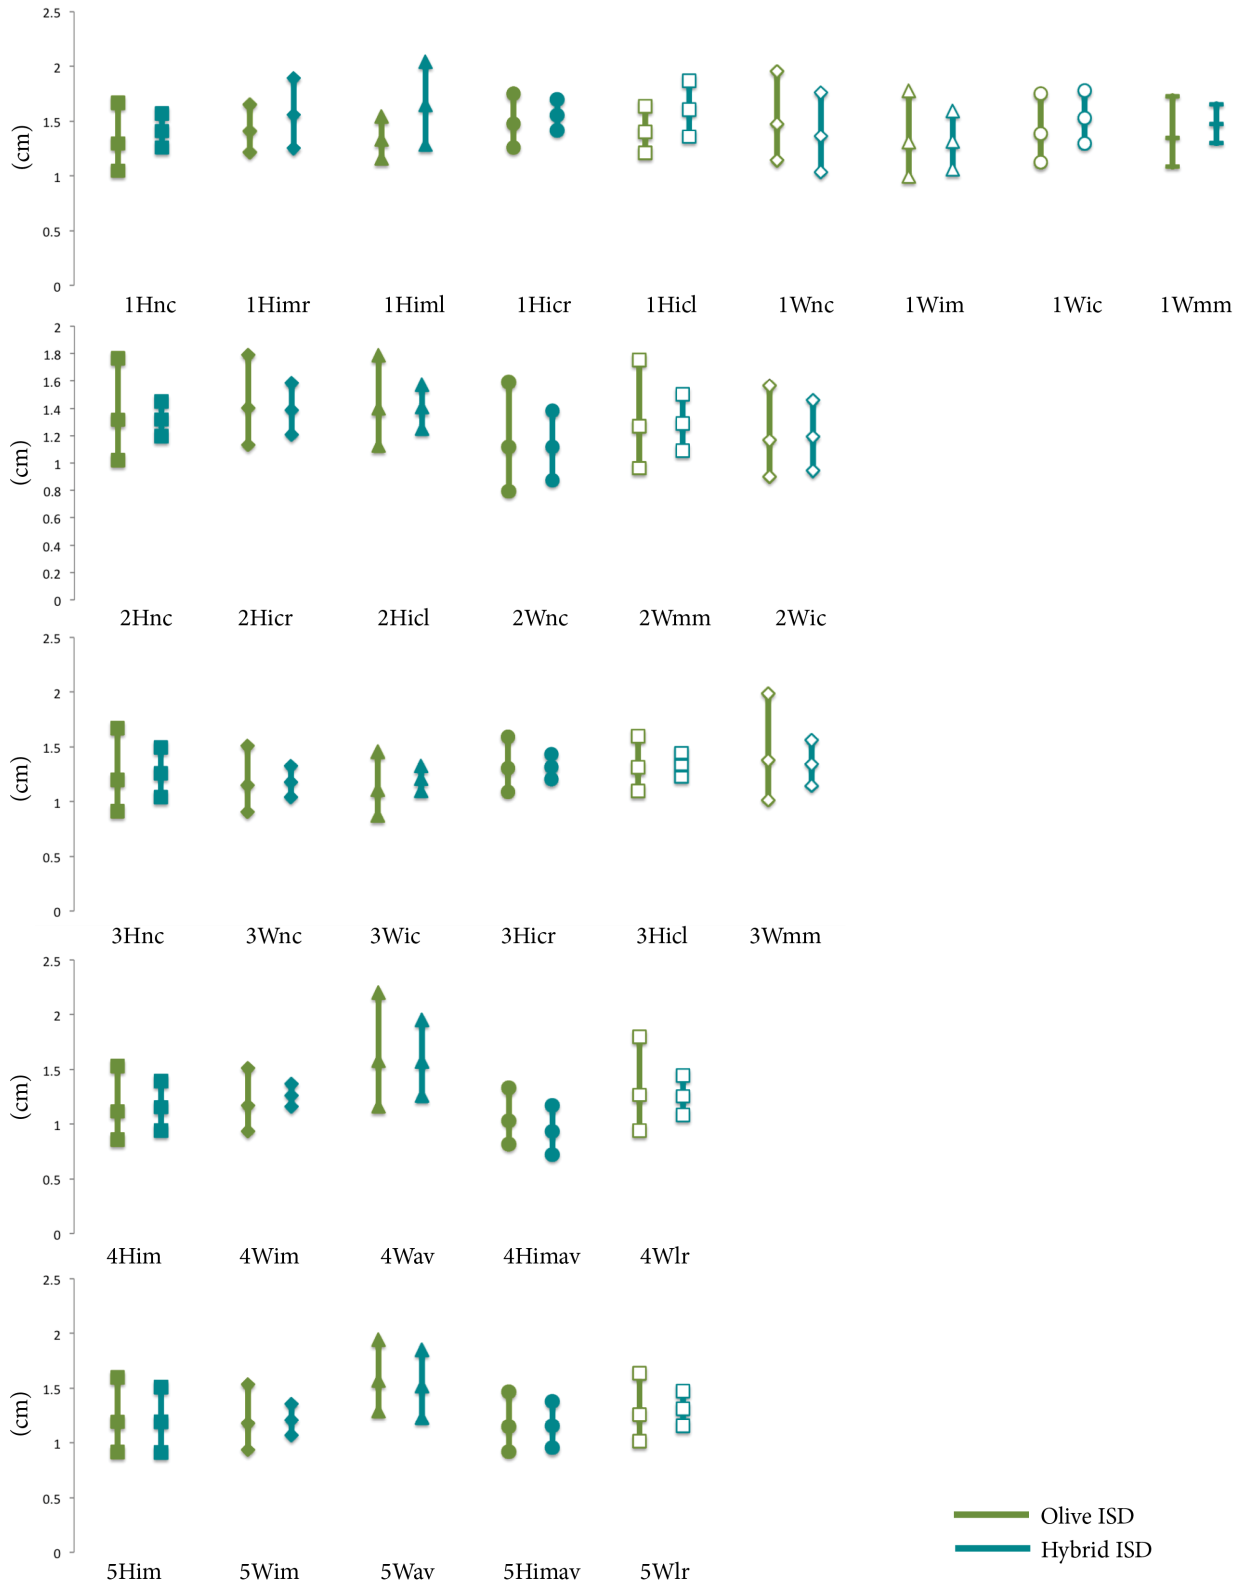 2.5
2
1.5
1
0.5
0
(cm)
1Hnc 1Himr 1Himl 1Hicr 1Hicl 1Wnc 1Wim 1Wic 1Wmm
2
1.8
1.6
1.4
1.2
1
0.8
0.6
0.4
0.2
0
(cm)
2Hnc 2Hicr 2Hicl 2Wnc 2Wmm 2Wic
2.5
2
1.5
1
0.5
0
(cm)
3Hnc 3Wnc 3Wic 3Hicr 3Hicl 3Wmm
2.5
2
1.5
1
0.5
0
(cm)
4Him 4Wim 4Wav 4Himav 4Wlr
2.5
2
1.5
1
0.5
0
(cm)
5Him 5Wim 5Wav 5Himav 5Wlr
Olive ISD
Hybrid ISD